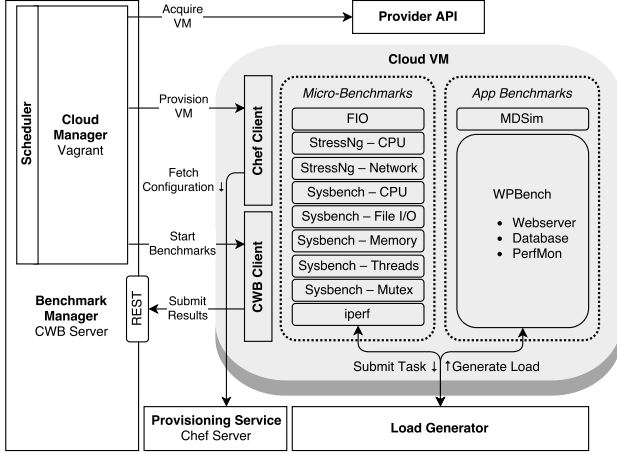 Acquire
VM
Provider API
Scheduler
Cloud
Manager
Vagrant
Cloud VM
Provision
VM
Chef Client
Fetch
Configuration ↓
Micro-Benchmarks
FIO
StressNg – CPU
StressNg – Network
Sysbench – CPU
Sysbench – File I/O
Sysbench – Memory
Sysbench – Threads
Sysbench – Mutex
iperf
App Benchmarks
MDSim
WPBench
• Webserver
• Database
• PerfMon
Start
Benchmarks
CWB Client
Benchmark
Manager
CWB Server
REST
Submit
Results
Submit Task ↓ ↑Generate Load
Provisioning Service
Chef Server
Load Generator